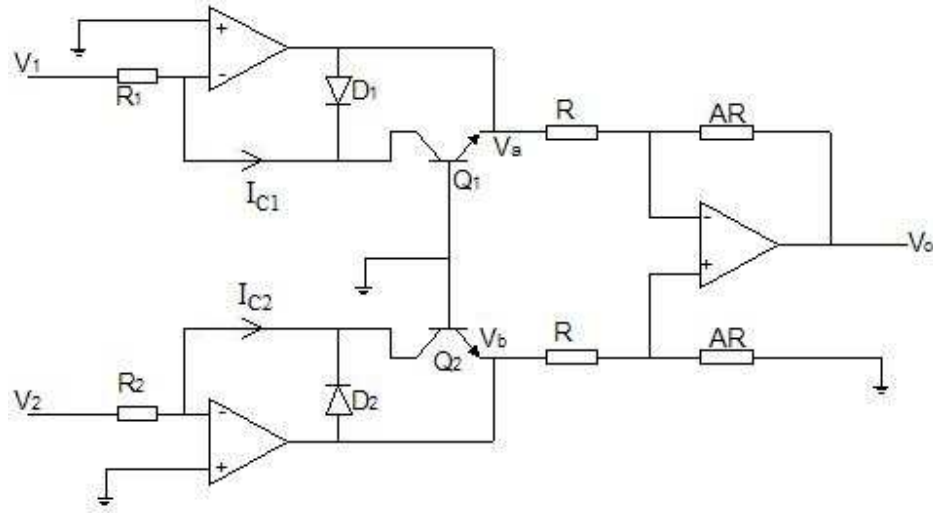 +
V1
R1
-
D1
R
AR
Va
IC1
Q1
-
+
Vo
IC2
Vb
R
AR
Q2
R2
V2
-
D2
+